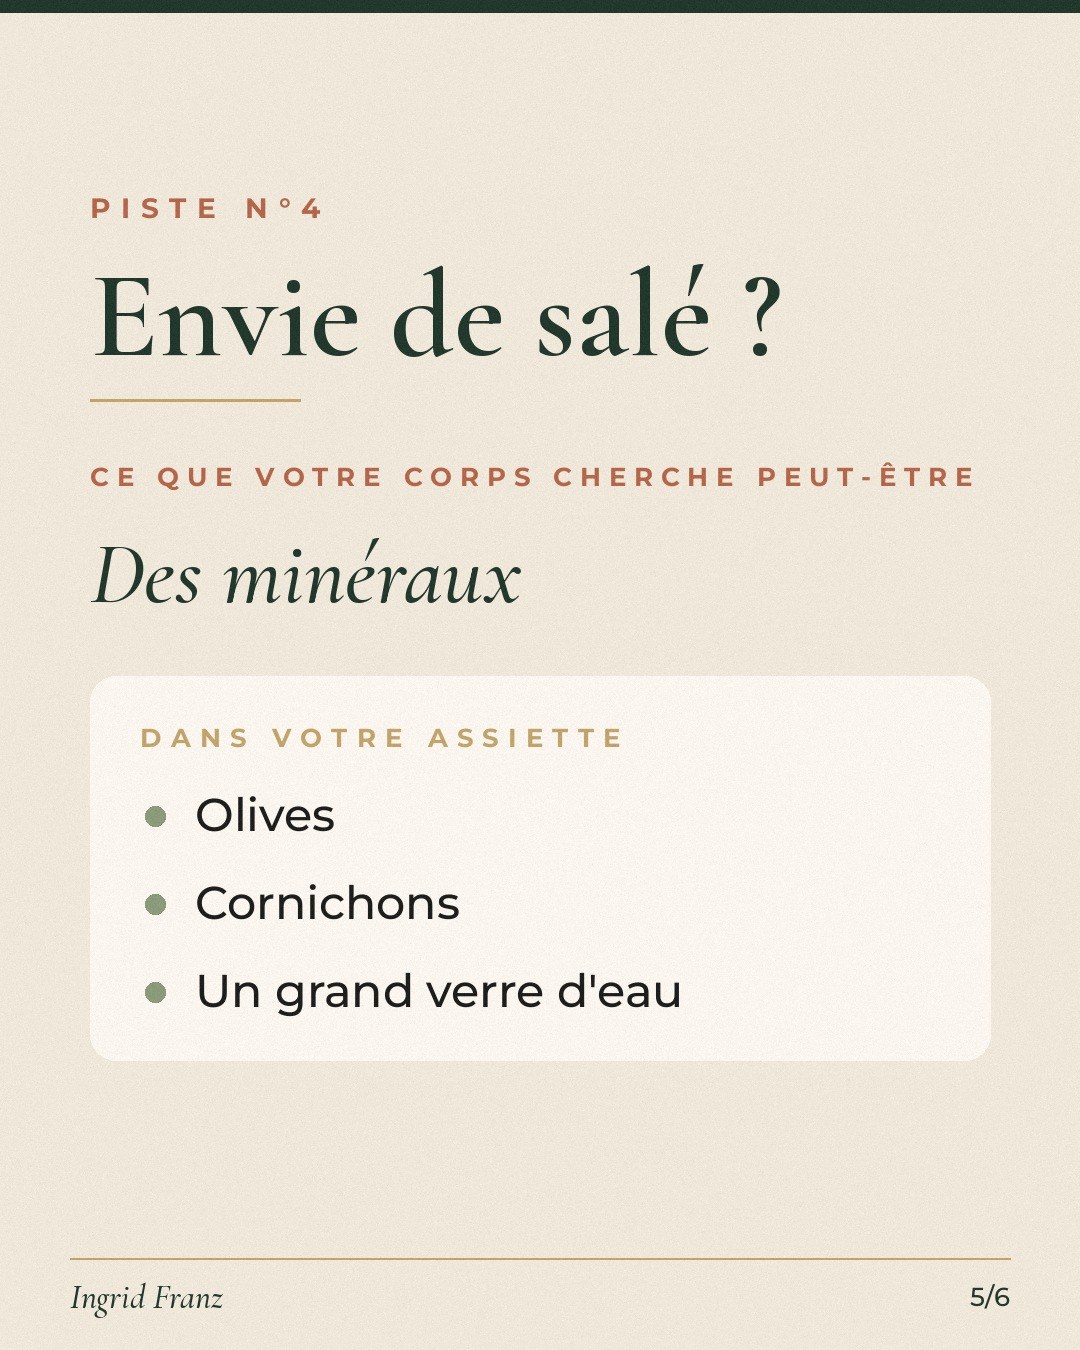 PISTE N°4
Envie de salé ?
CE QUE VOTRE CORPS CHERCHE PEUT-ÊTRE
Des minéraux
DANS VOTRE ASSIETTE
Olives
Cornichons
Un grand verre d'eau
Ingrid Franz
5/6